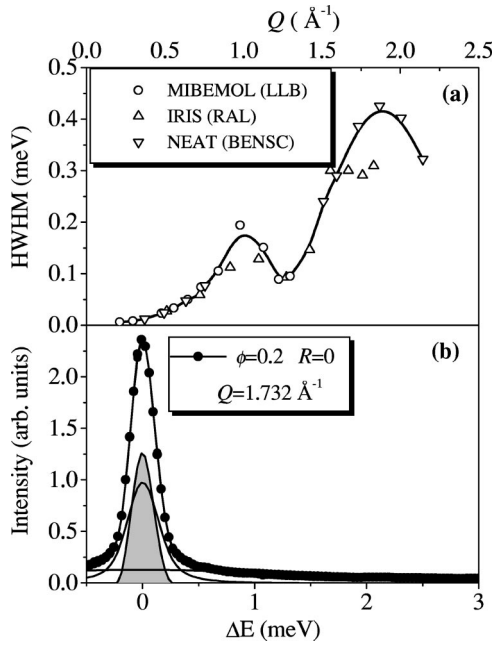 Q ( Å⁻¹)
0.0 0.5 1.0 1.5 2.0 2.5
0.5
0.4
0.3
0.2
0.1
0.0
HWHM (meV)
(a)
MIBEMOL (LLB)
IRIS (RAL)
NEAT (BENSC)
2.0
1.5
1.0
0.5
0.0
Intensity (arb. units)
(b)
ϕ=0.2 R=0
Q=1.732 Å⁻¹
0 1 2 3
ΔE (meV)